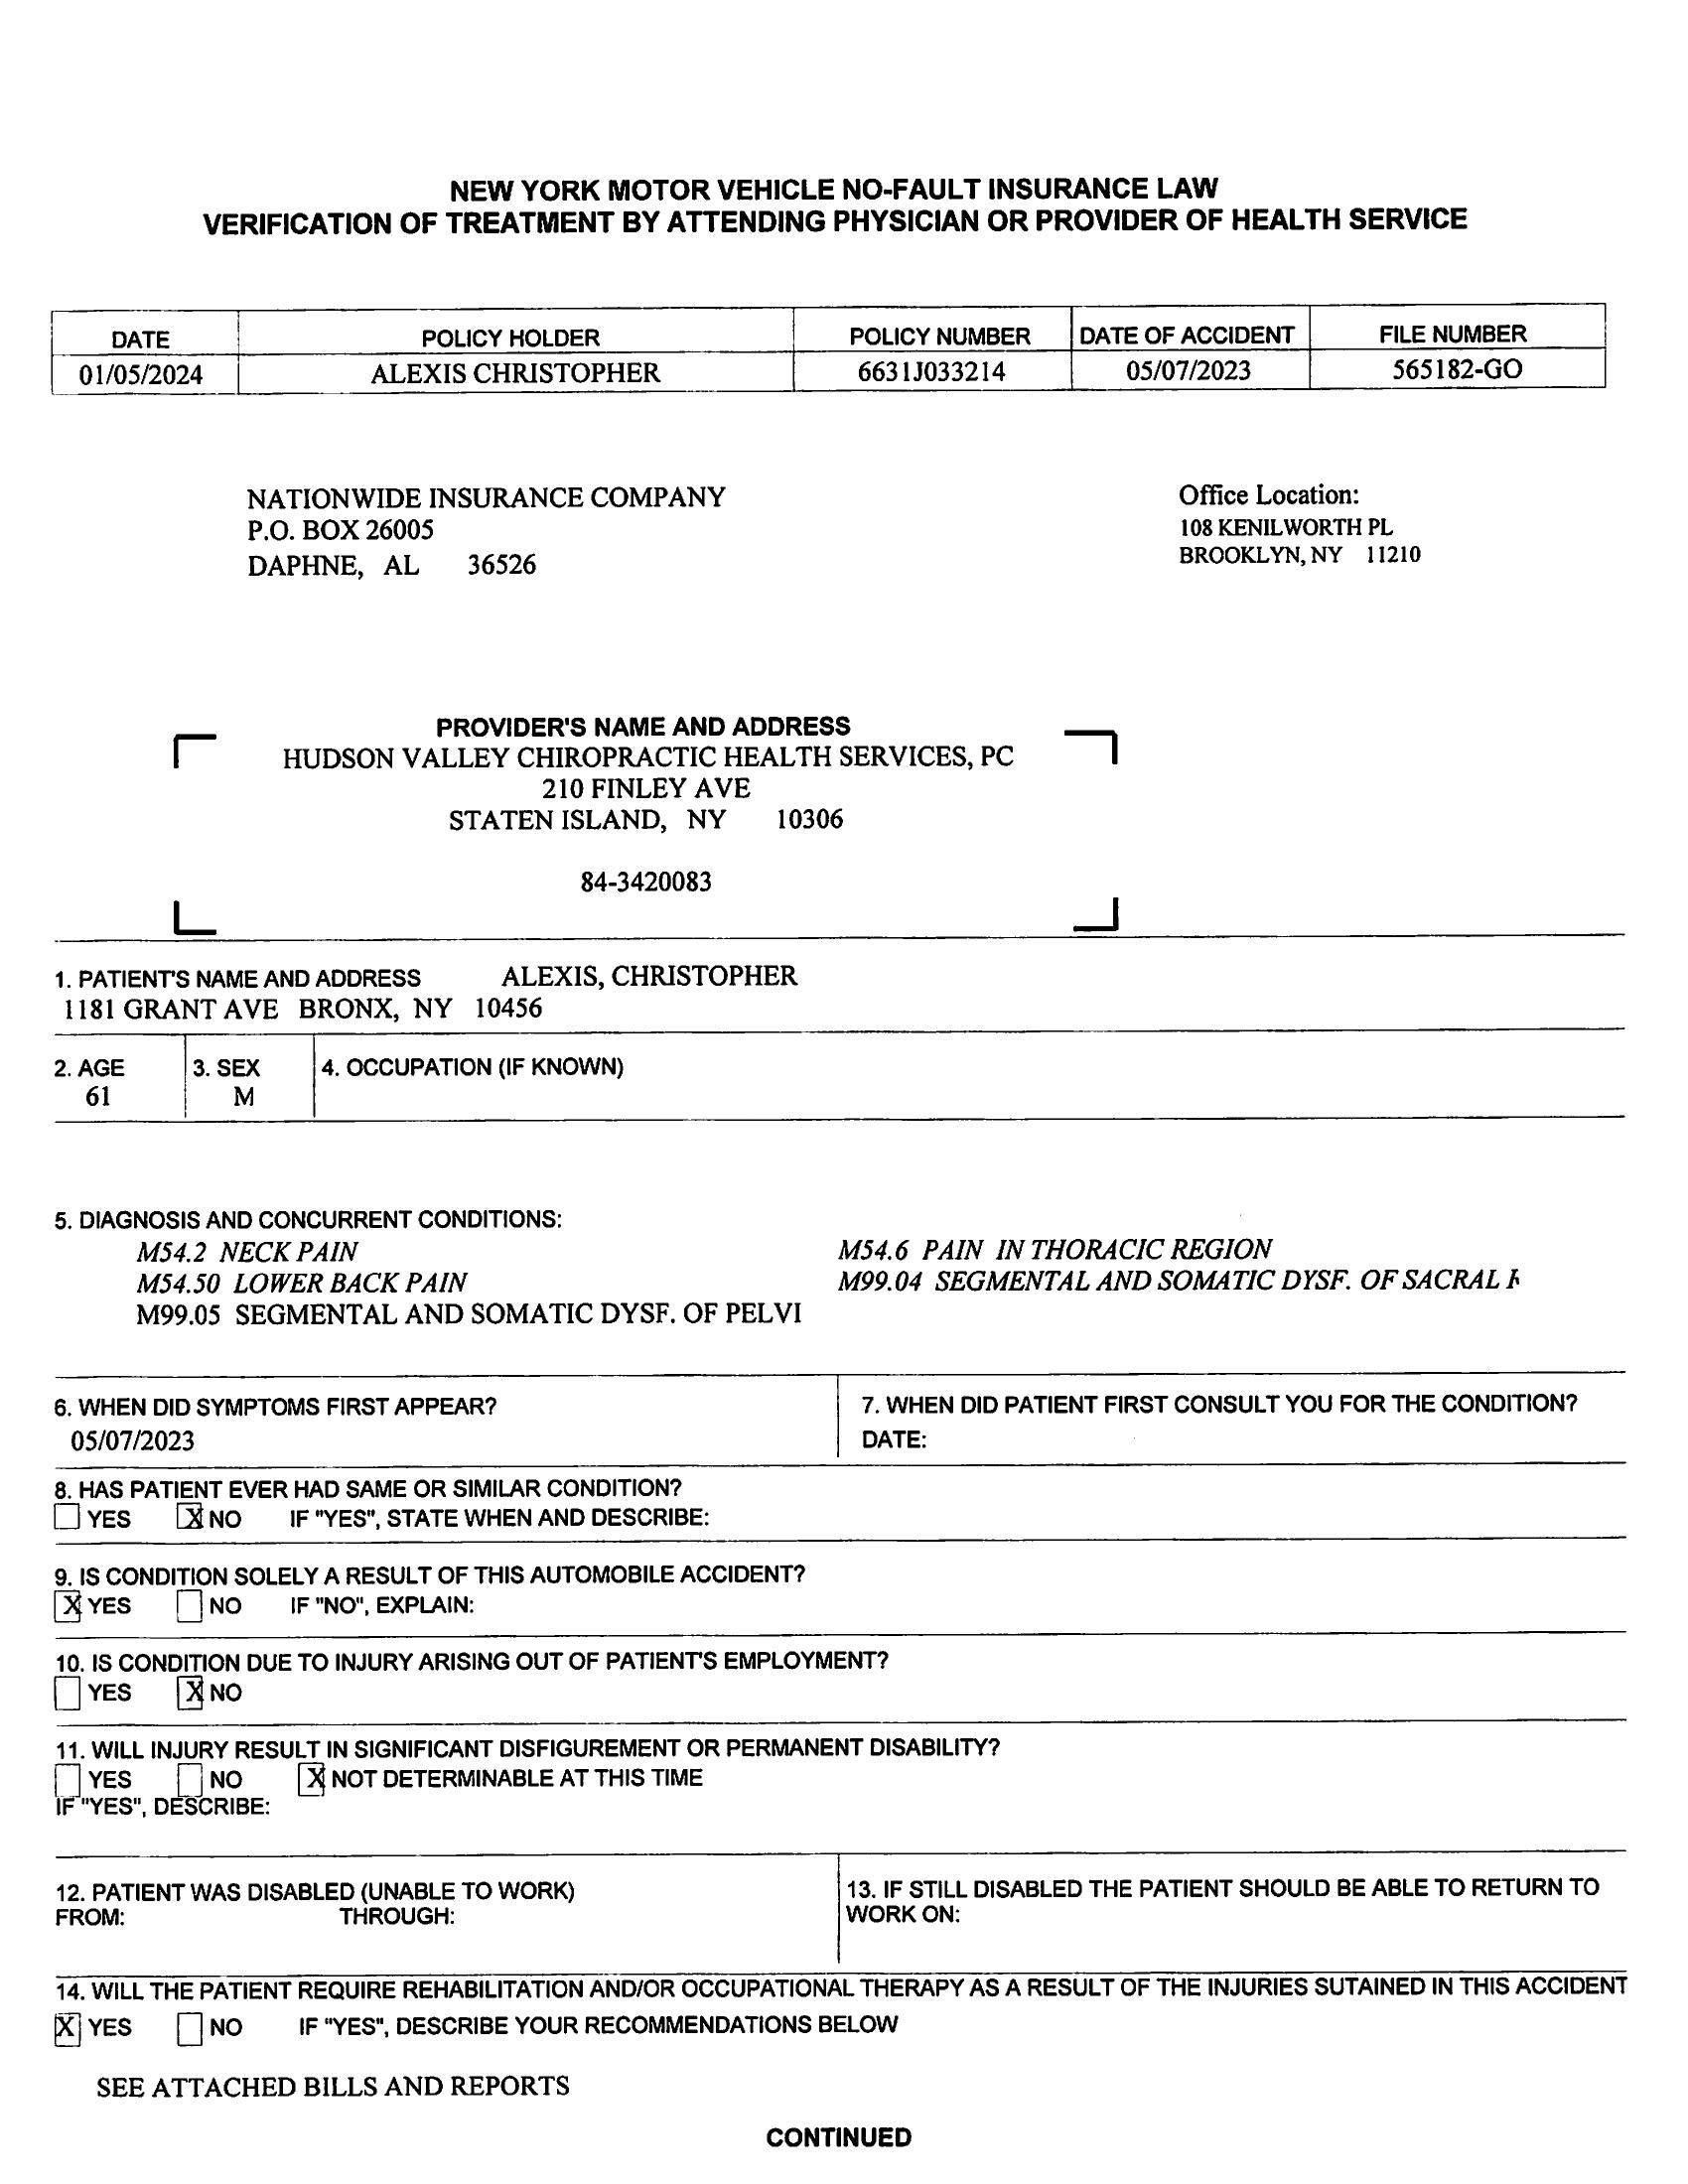 NEW YORK MOTOR VEHICLE NO-FAULT INSURANCE LAW
VERIFICATION OF TREATMENT BY ATTENDING PHYSICIAN OR PROVIDER OF HEALTH SERVICE
DATE POLICY HOLDER POLICY NUMBER DATE OF ACCIDENT FILE NUMBER
01/05/2024 ALEXIS CHRISTOPHER 6631J033214 05/07/2023 565182-GO
NATIONWIDE INSURANCE COMPANY
P.O. BOX 26005
DAPHNE, AL 36526
Office Location:
108 KENILWORTH PL
BROOKLYN, NY 11210
PROVIDER'S NAME AND ADDRESS
HUDSON VALLEY CHIROPRACTIC HEALTH SERVICES, PC
210 FINLEY AVE
STATEN ISLAND, NY 10306
84-3420083
1. PATIENT'S NAME AND ADDRESS ALEXIS, CHRISTOPHER
1181 GRANT AVE BRONX, NY 10456
2. AGE 3. SEX 4. OCCUPATION (IF KNOWN)
61 M
5. DIAGNOSIS AND CONCURRENT CONDITIONS:
M54.2 NECK PAIN M54.6 PAIN IN THORACIC REGION
M54.50 LOWER BACK PAIN M99.04 SEGMENTAL AND SOMATIC DYSF. OF SACRAL
M99.05 SEGMENTAL AND SOMATIC DYSF. OF PELVI
6. WHEN DID SYMPTOMS FIRST APPEAR?
05/07/2023
7. WHEN DID PATIENT FIRST CONSULT YOU FOR THE CONDITION?
DATE:
8. HAS PATIENT EVER HAD SAME OR SIMILAR CONDITION?
YES X NO IF "YES", STATE WHEN AND DESCRIBE:
9. IS CONDITION SOLELY A RESULT OF THIS AUTOMOBILE ACCIDENT?
X YES NO IF "NO", EXPLAIN:
10. IS CONDITION DUE TO INJURY ARISING OUT OF PATIENT'S EMPLOYMENT?
YES X NO
11. WILL INJURY RESULT IN SIGNIFICANT DISFIGUREMENT OR PERMANENT DISABILITY?
YES NO X NOT DETERMINABLE AT THIS TIME
IF "YES", DESCRIBE:
12. PATIENT WAS DISABLED (UNABLE TO WORK)
FROM: THROUGH:
13. IF STILL DISABLED THE PATIENT SHOULD BE ABLE TO RETURN TO
WORK ON:
14. WILL THE PATIENT REQUIRE REHABILITATION AND/OR OCCUPATIONAL THERAPY AS A RESULT OF THE INJURIES SUTAINED IN THIS ACCIDENT
X YES NO IF "YES", DESCRIBE YOUR RECOMMENDATIONS BELOW
SEE ATTACHED BILLS AND REPORTS
CONTINUED